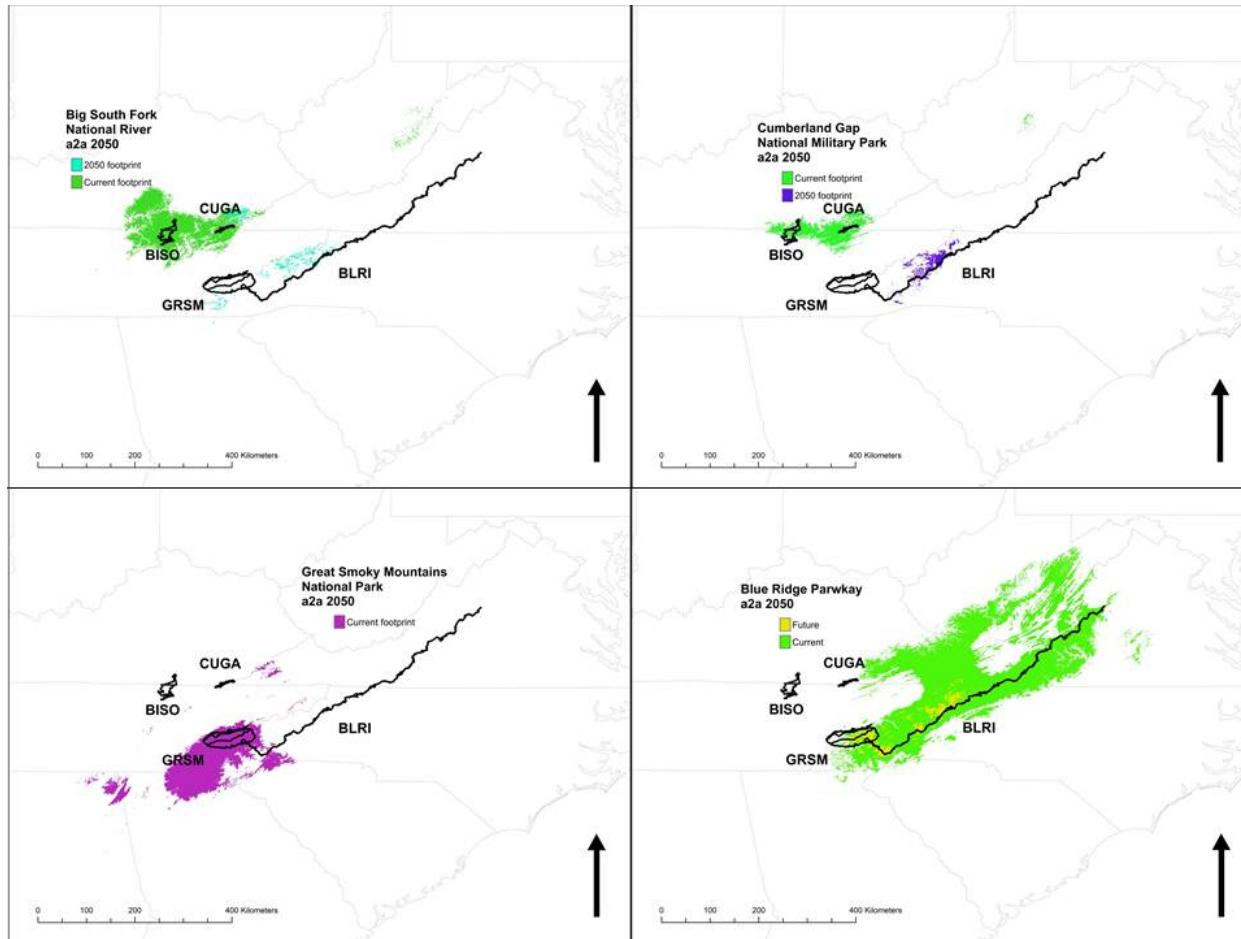 Big South Fork
National River
a2a 2050
2050 footprint
Current footprint
CUGA
BISO
GRSM
BLRI
0 100 200 400 Kilometers
Cumberland Gap
National Military Park
a2a 2050
Current footprint
2050 footprint
CUGA
BISO
BLRI
GRSM
0 100 200 400 Kilometers
Great Smoky Mountains
National Park
a2a 2050
Current footprint
CUGA
BISO
BLRI
GRSM
0 100 200 400 Kilometers
Blue Ridge Parwkay
a2a 2050
Future
Current
CUGA
BISO
BLRI
GRSM
0 100 200 400 Kilometers